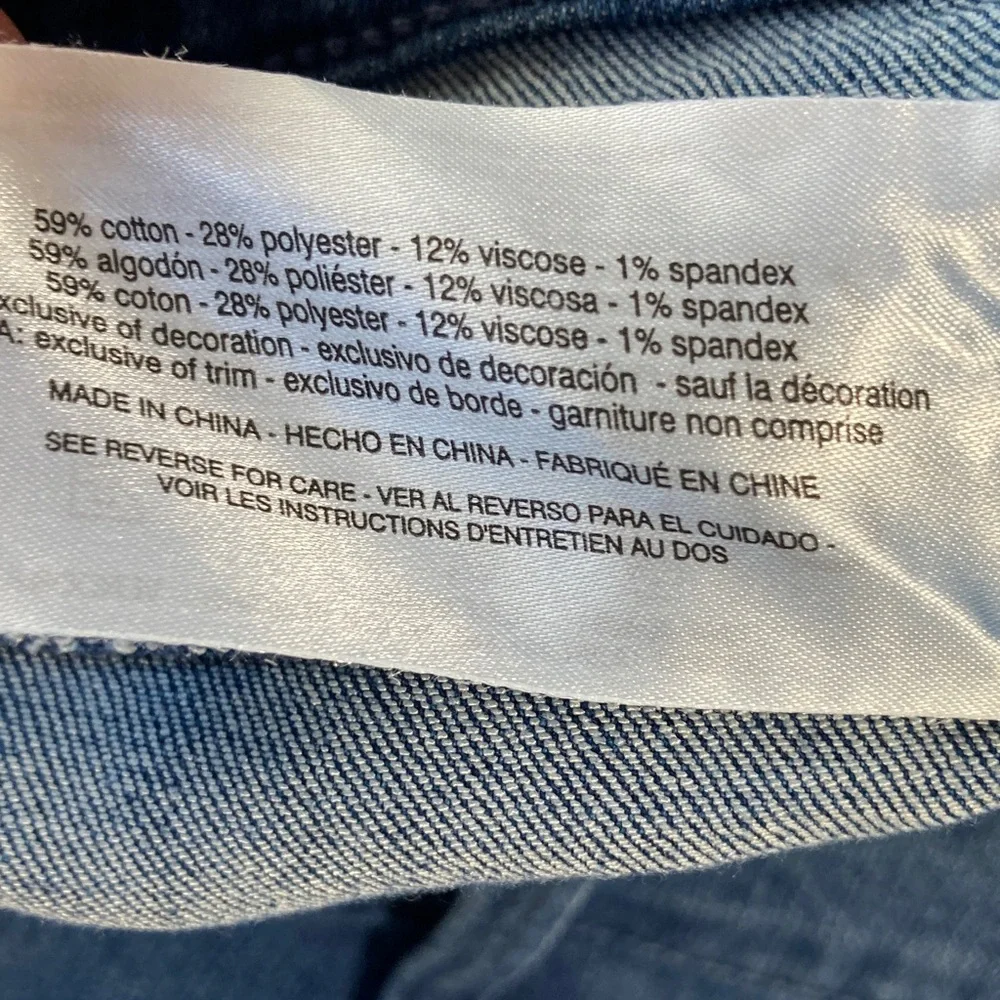 59% cotton - 28% polyester - 12% viscose - 1% spandex
59% algodón - 28% poliéster - 12% viscosa - 1% spandex
59% coton - 28% polyester - 12% viscose - 1% spandex
xclusive of decoration - exclusivo de decoración - sauf la décoration
A: exclusive of trim - exclusivo de borde - garniture non comprise
MADE IN CHINA - HECHO EN CHINA - FABRIQUÉ EN CHINE
SEE REVERSE FOR CARE - VER AL REVERSO PARA EL CUIDADO -
VOIR LES INSTRUCTIONS D'ENTRETIEN AU DOS